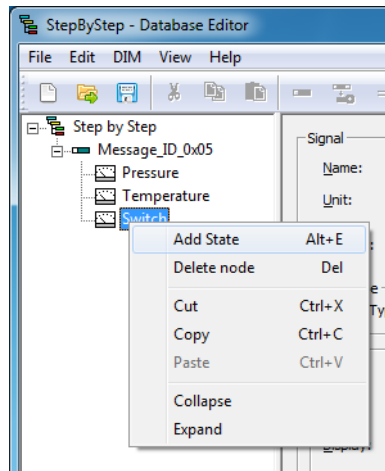 StepByStep - Database Editor
File Edit DIM View Help
Step by Step
Message_ID_0x05
Pressure
Temperature
Switch
Signal
Name:
Unit:
Add State Alt+E
Delete node Del
Cut Ctrl+X
Copy Ctrl+C
Paste Ctrl+V
Collapse
Expand